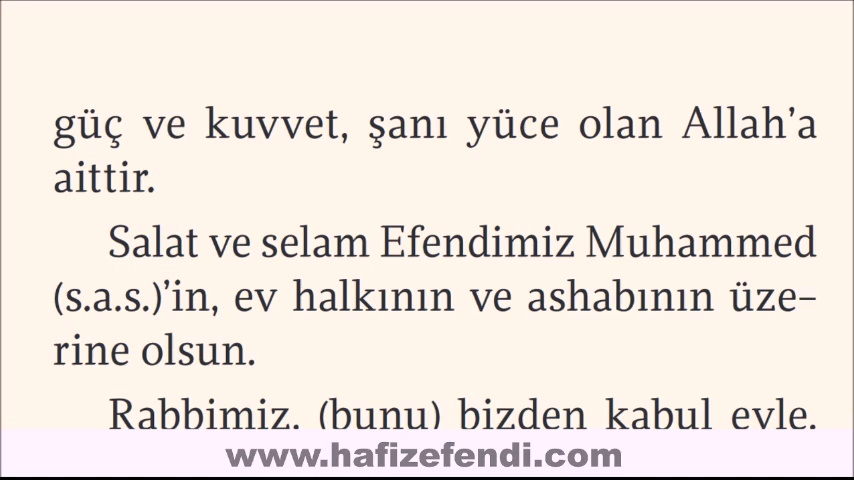 güç ve kuvvet, şanı yüce olan Allah’a
aittir.
Salat ve selam Efendimiz Muhammed
(s.a.s.)’in, ev halkının ve ashabının üze-
rine olsun.
Rabbimiz, (bunu) bizden kabul eyle,
www.hafizefendi.com